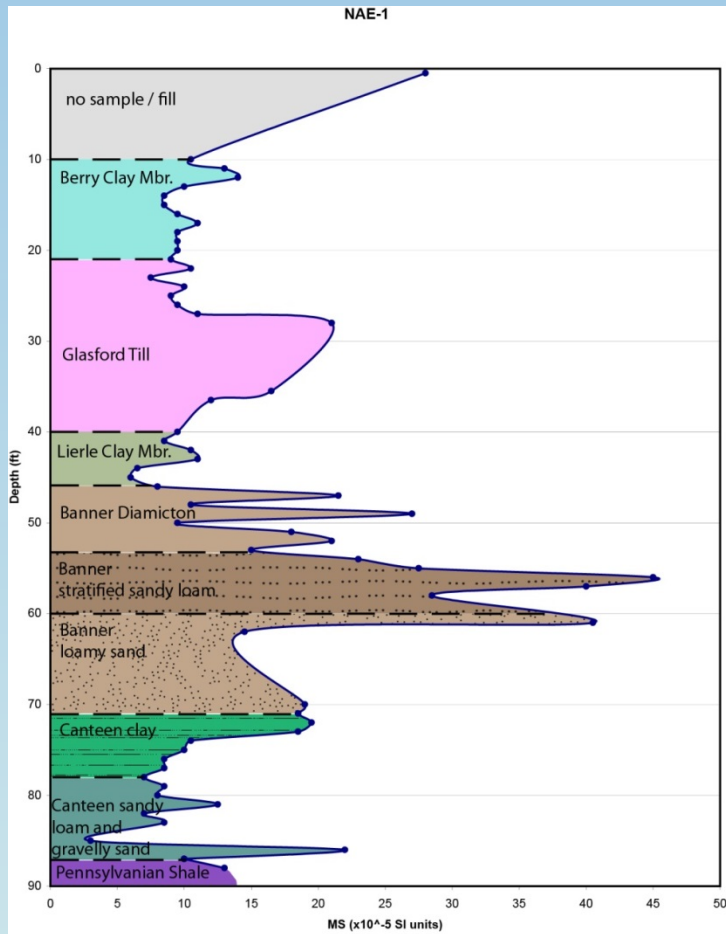 NAE-1
0
no sample / fill
10
Berry Clay Mbr.
20
30
Glasford Till
40
Lierle Clay Mbr.
Depth (ft)
Banner Diamicton
50
Banner
stratified sandy loam
60
Banner
loamy sand
70
Canteen clay
80
Canteen sandy
loam and
gravelly sand
Pennsylvanian Shale
90
0 5 10 15 20 25 30 35 40 45 50
MS (x10^-5 SI units)